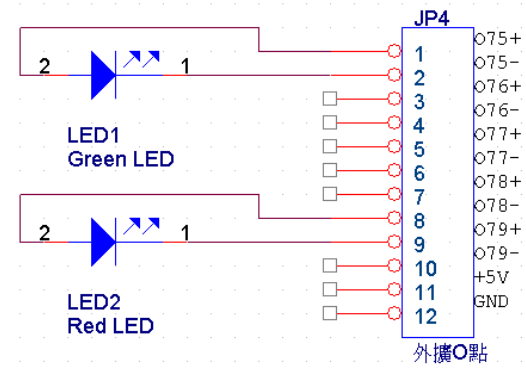 JP4
1 O75+
2 O75-
3 O76+
4 O76-
5 O77+
6 O77-
7 O78+
8 O78-
9 O79+
10 O79-
11 +5V
12 GND
外擴O點
2 1
LED1
Green LED
2 1
LED2
Red LED